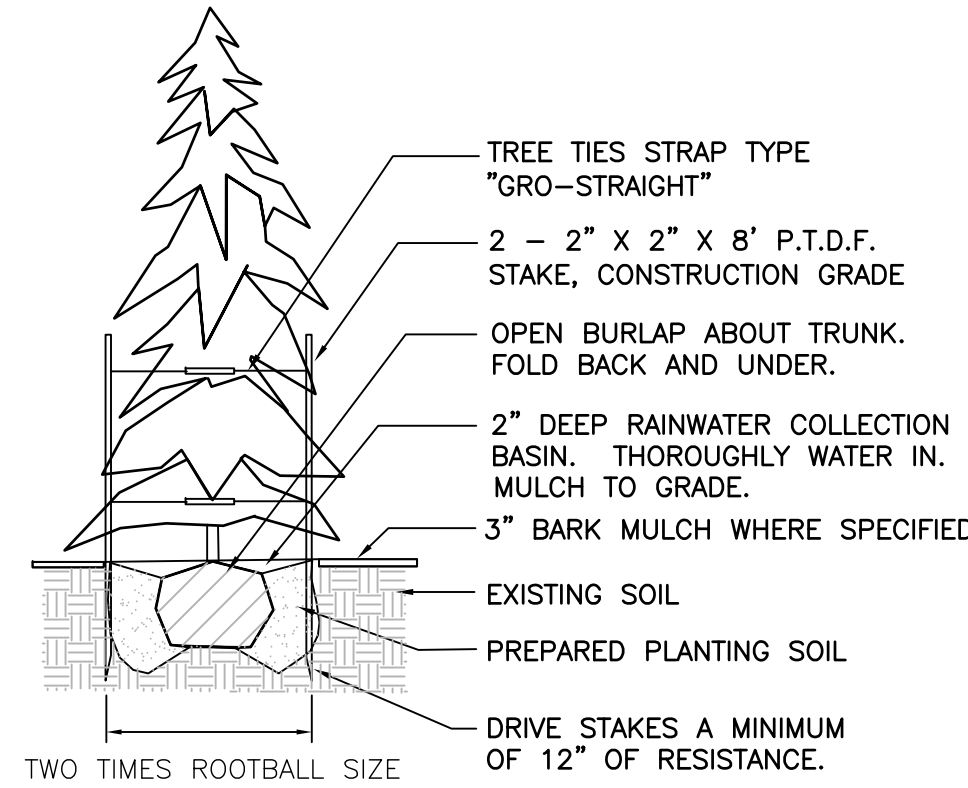 TREE TIES STRAP TYPE
"GRO-STRAIGHT"
2 - 2" X 2" X 8' P.T.D.F.
STAKE, CONSTRUCTION GRADE
OPEN BURLAP ABOUT TRUNK.
FOLD BACK AND UNDER.
2" DEEP RAINWATER COLLECTION
BASIN. THOROUGHLY WATER IN.
MULCH TO GRADE.
3" BARK MULCH WHERE SPECIFIED
EXISTING SOIL
PREPARED PLANTING SOIL
DRIVE STAKES A MINIMUM
OF 12" OF RESISTANCE.
TWO TIMES ROOTBALL SIZE